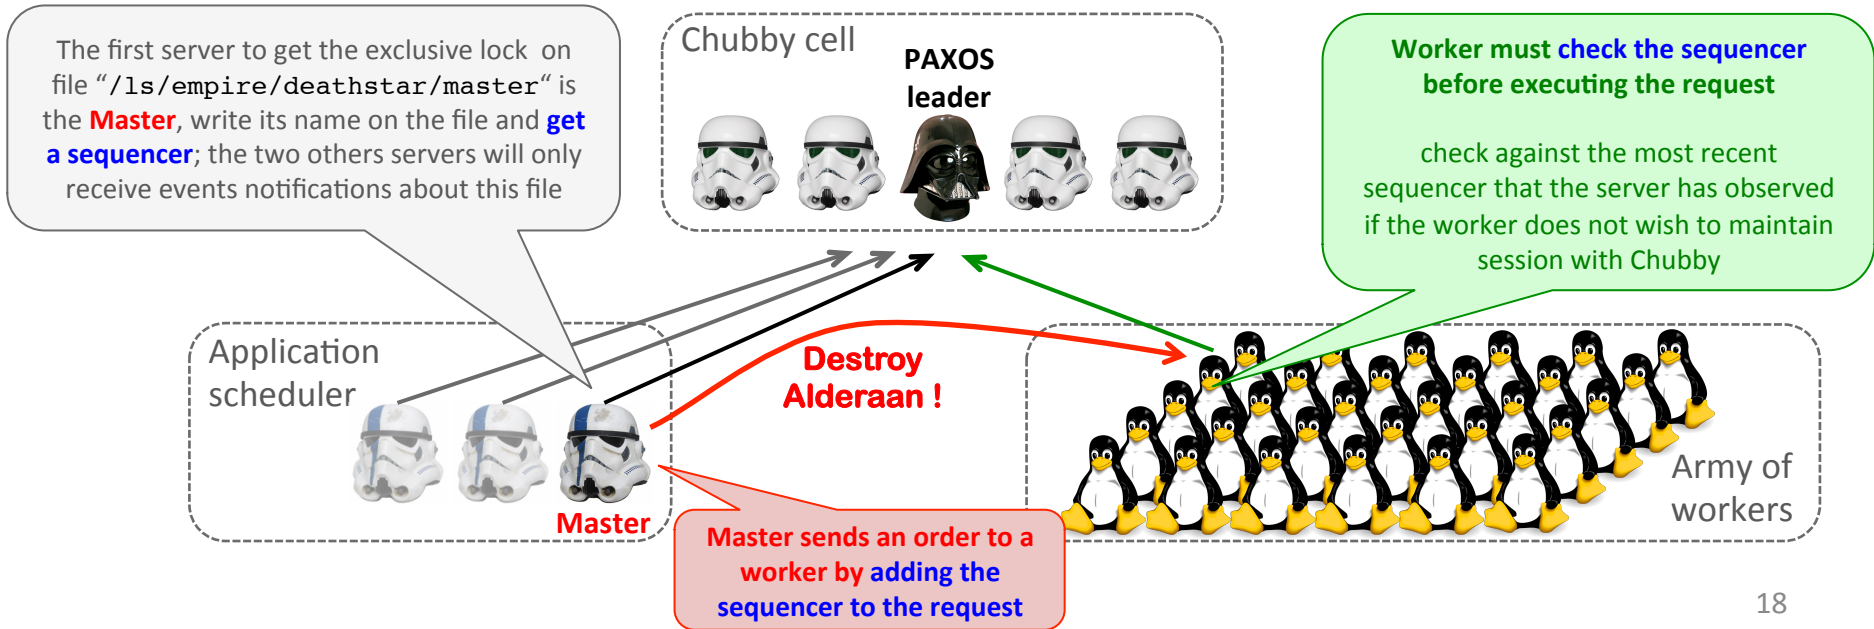 The first server to get the exclusive lock on
file “/ls/empire/deathstar/master“ is
the Master, write its name on the file and get
a sequencer; the two others servers will only
receive events notifications about this file
Chubby cell
PAXOS
leader
Worker must check the sequencer
before executing the request
check against the most recent
sequencer that the server has observed
if the worker does not wish to maintain
session with Chubby
Application
scheduler
Destroy
Alderaan !
Master
Master sends an order to a
worker by adding the
sequencer to the request
Army of
workers
18